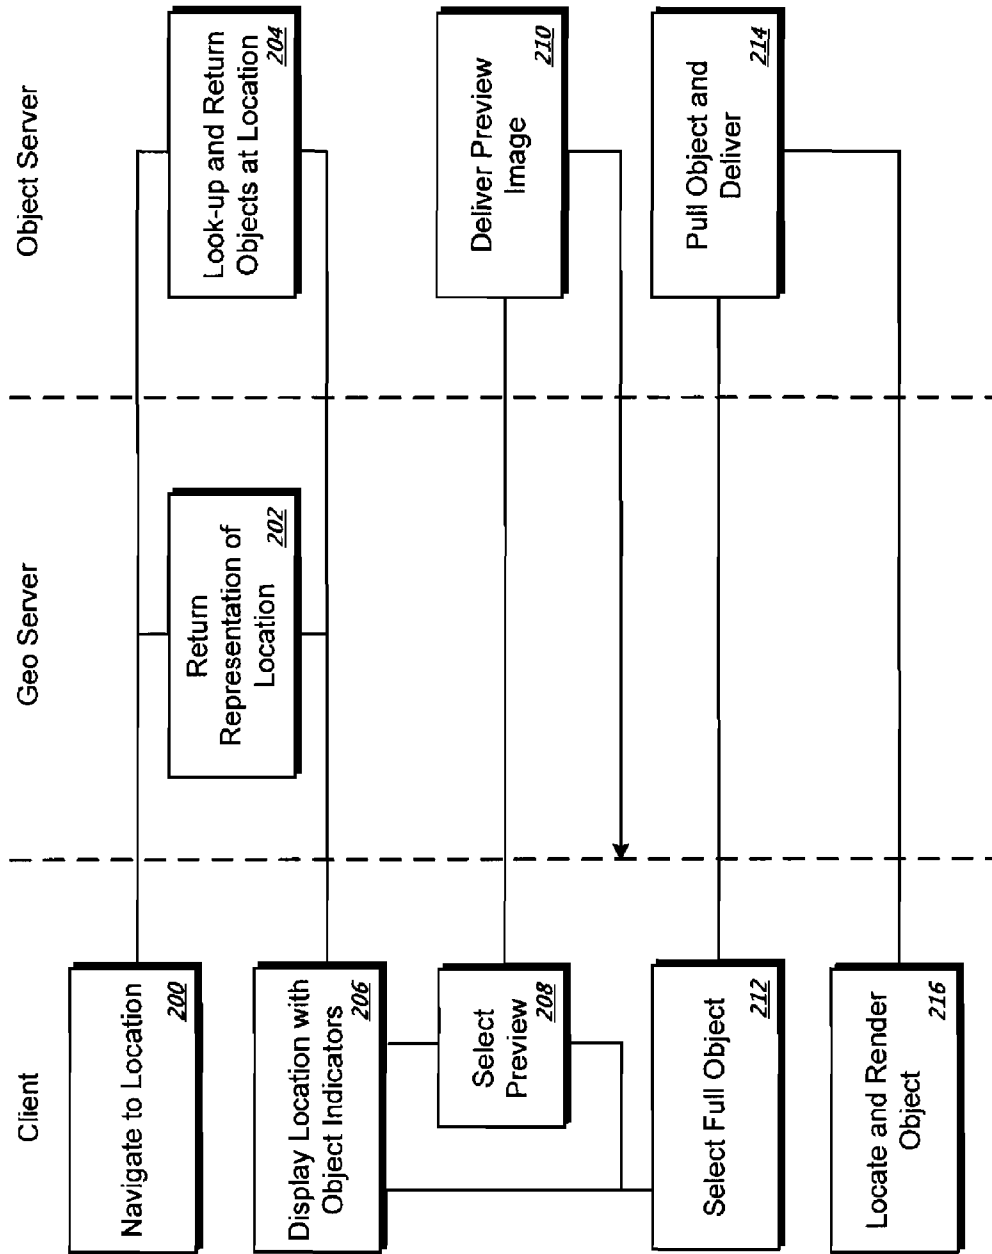 Client
Geo Server
Object Server
Navigate to Location
200
Return
Representation of
Location
202
Look-up and Return
Objects at Location
204
Display Location with
Object Indicators
206
Select
Preview
208
Deliver Preview
Image
210
Select Full Object
212
Pull Object and
Deliver
214
Locate and Render
Object
216